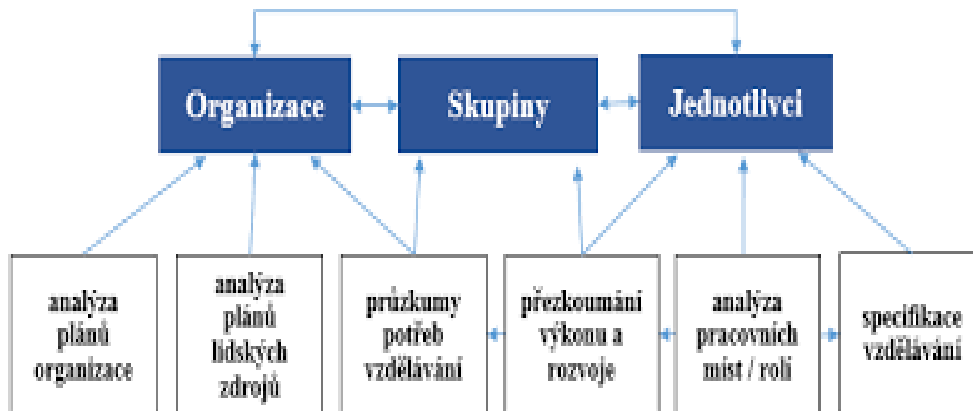 Organizace
Skupiny
Jednotlivci
analýza
plánů
organizace
analýza
plánů
lidských
zdrojů
průzkumy
potřeb
vzdělávání
přezkoumání
výkonu a
rozvoje
analýza
pracovních
míst / rolí
specifikace
vzdělávání